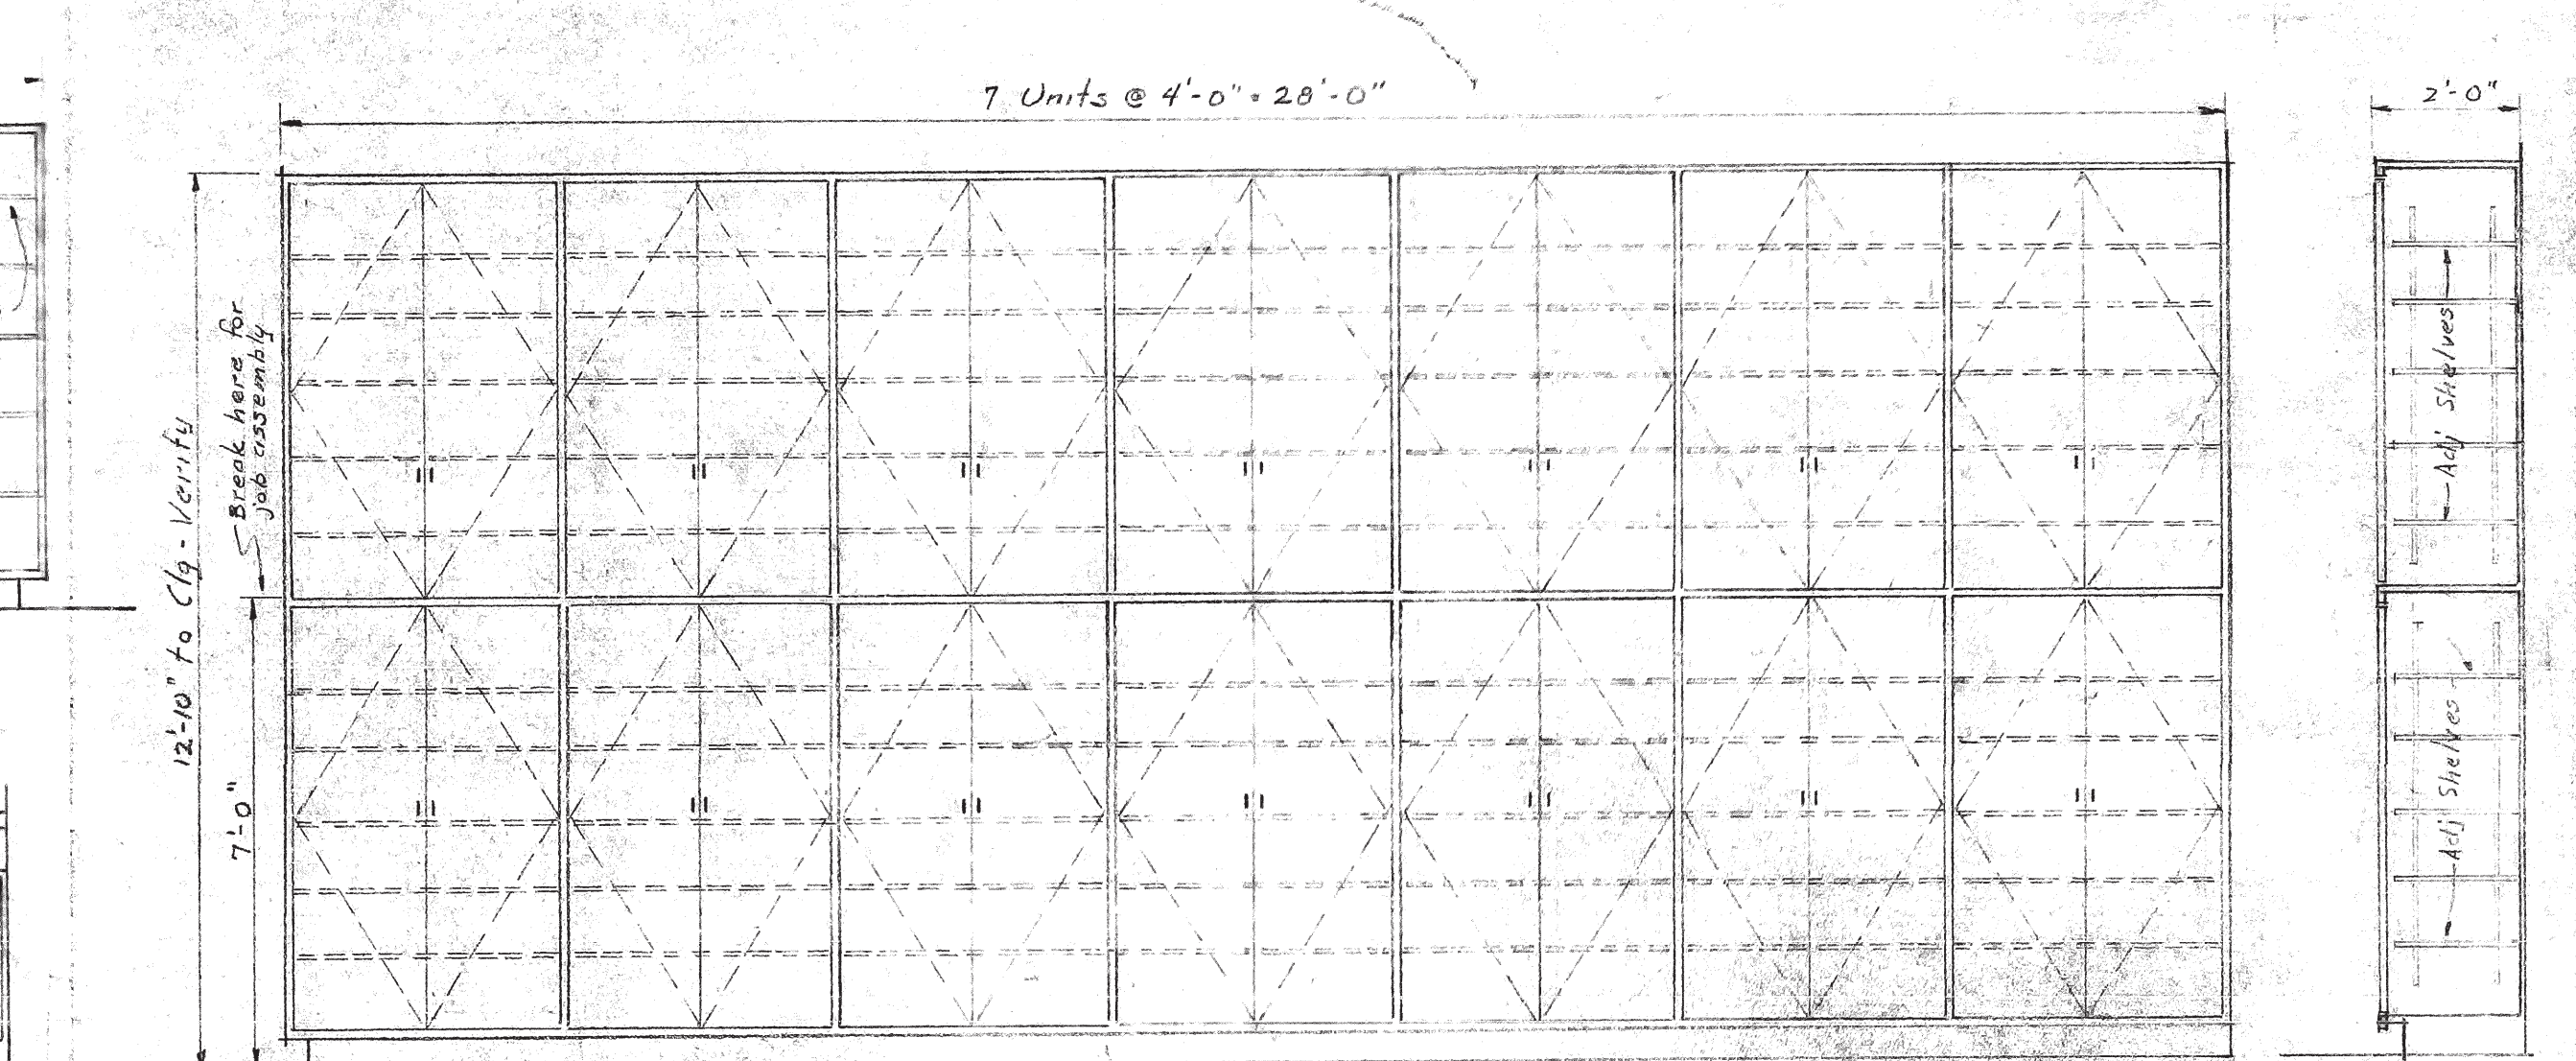 7 Units @ 4'-0" = 28'-0"
2'-0"
Break here for
job assembly
12'-10" to Clg - Verify
7'-0"
Adj Shelves
Adj Shelves